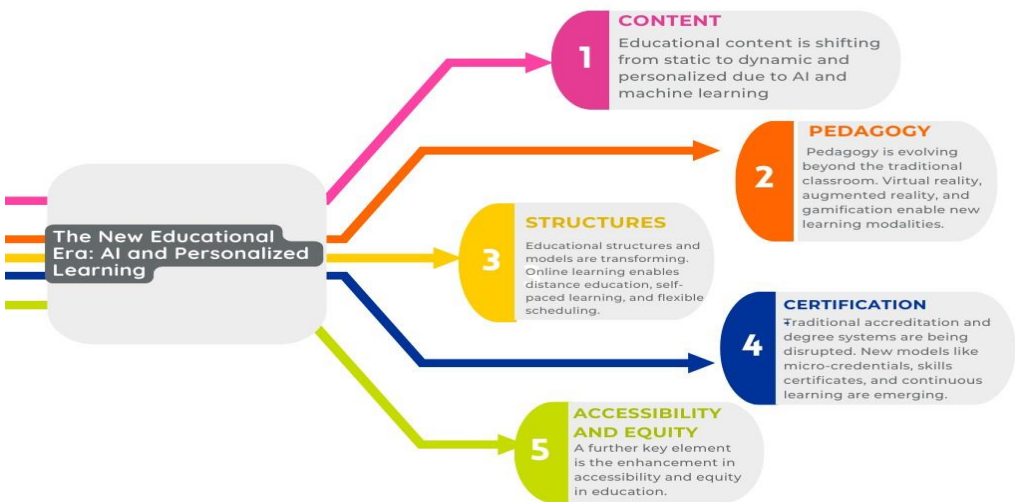 The New Educational
Era: AI and Personalized
Learning
1
CONTENT
Educational content is shifting
from static to dynamic and
personalized due to AI and
machine learning
2
PEDAGOGY
Pedagogy is evolving
beyond the traditional
classroom. Virtual reality,
augmented reality, and
gamification enable new
learning modalities.
3
STRUCTURES
Educational structures and
models are transforming.
Online learning enables
distance education, self-
paced learning, and flexible
scheduling.
4
CERTIFICATION
Traditional accreditation and
degree systems are being
disrupted. New models like
micro-credentials, skills
certificates, and continuous
learning are emerging.
5
ACCESSIBILITY
AND EQUITY
A further key element
is the enhancement in
accessibility and equity
in education.